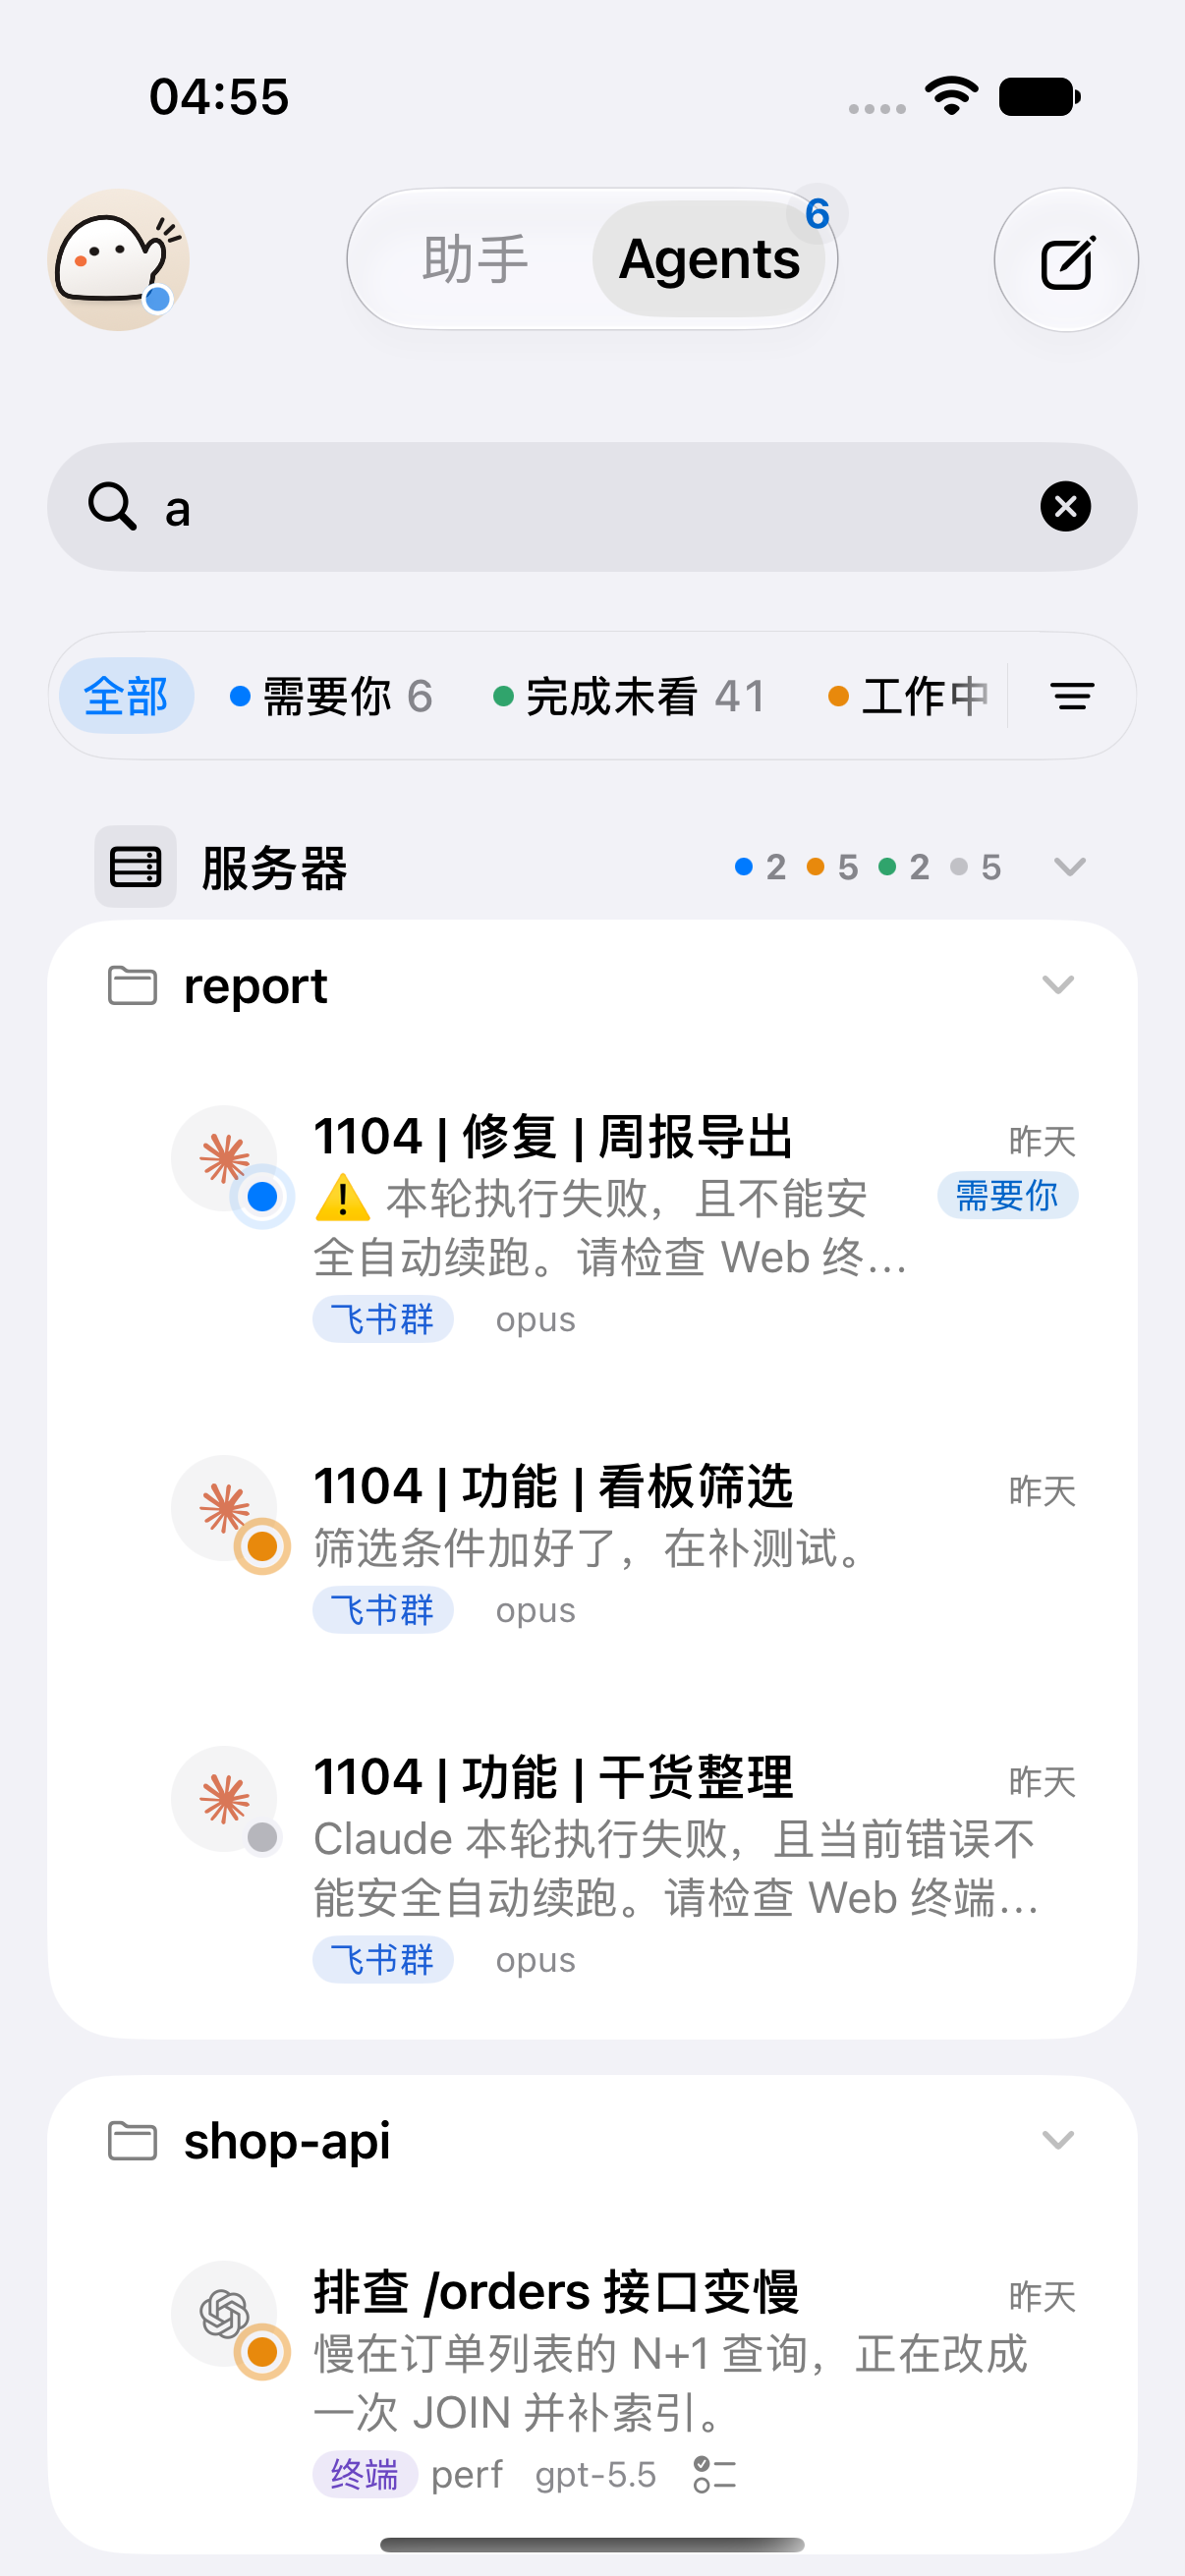 04:55
助手
Agents
6
a
全部
需要你 6
完成未看 41
工作中
服务器
2 5 2 5
report
1104 | 修复 | 周报导出
昨天
⚠️ 本轮执行失败，且不能安
需要你
全自动续跑。请检查 Web 终…
飞书群 opus
1104 | 功能 | 看板筛选
昨天
筛选条件加好了，在补测试。
飞书群 opus
1104 | 功能 | 干货整理
昨天
Claude 本轮执行失败，且当前错误不
能安全自动续跑。请检查 Web 终端…
飞书群 opus
shop-api
排查 /orders 接口变慢
昨天
慢在订单列表的 N+1 查询，正在改成
一次 JOIN 并补索引。
终端 perf gpt-5.5